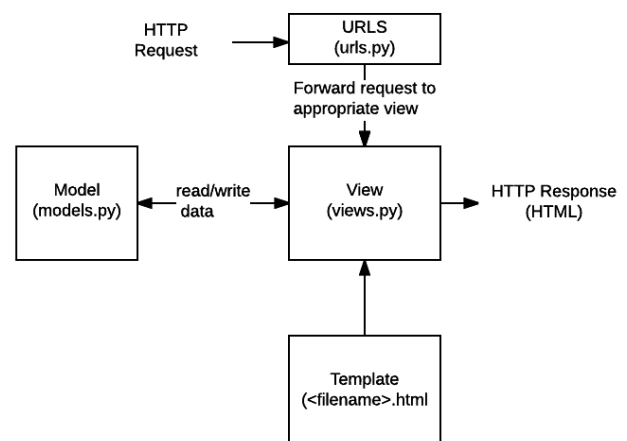 HTTP
Request
URLS
(urls.py)
Forward request to
appropriate view
Model
(models.py)
read/write
data
View
(views.py)
HTTP Response
(HTML)
Template
(<filename>.html